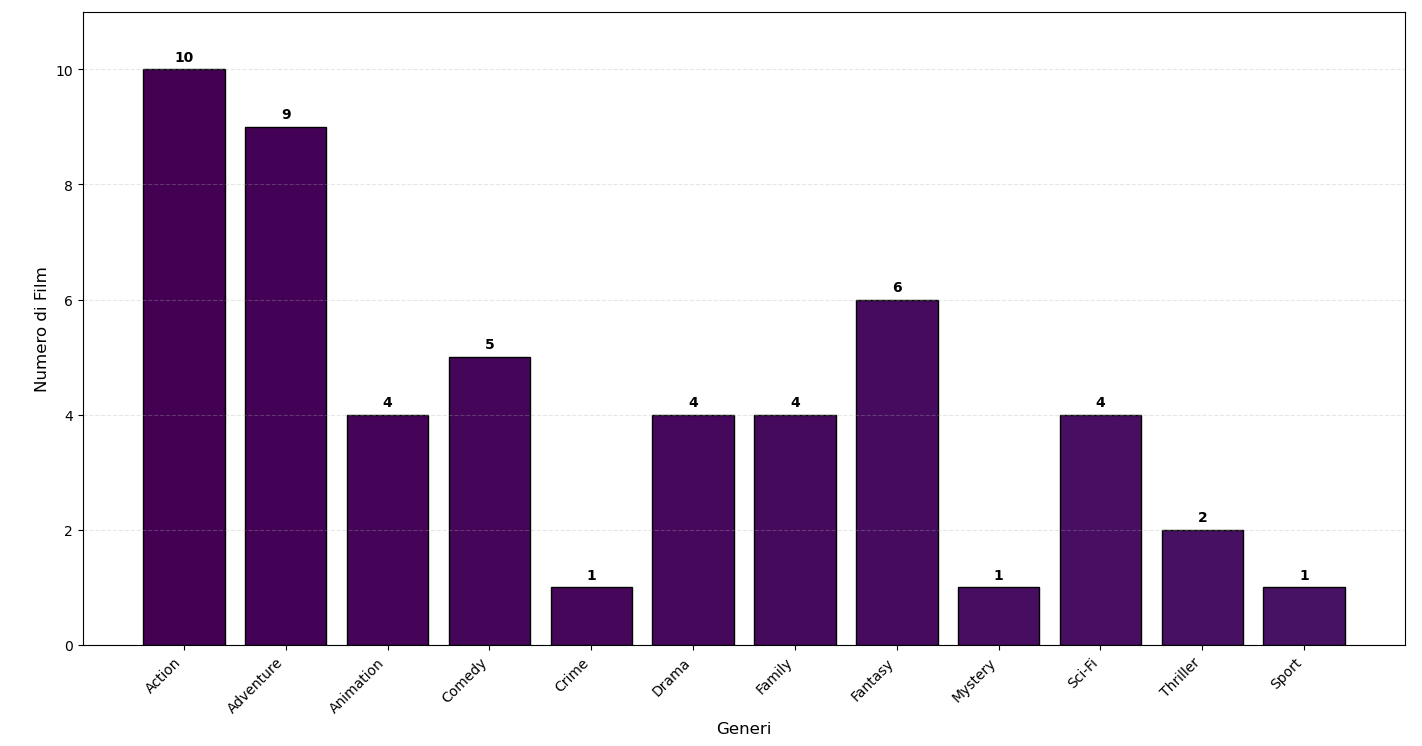 10
9
4
5
1
4
4
6
1
4
2
1
10
8
6
4
2
0
Numero di Film
Action
Adventure
Animation
Comedy
Crime
Drama
Family
Fantasy
Mystery
Sci-Fi
Thriller
Sport
Generi